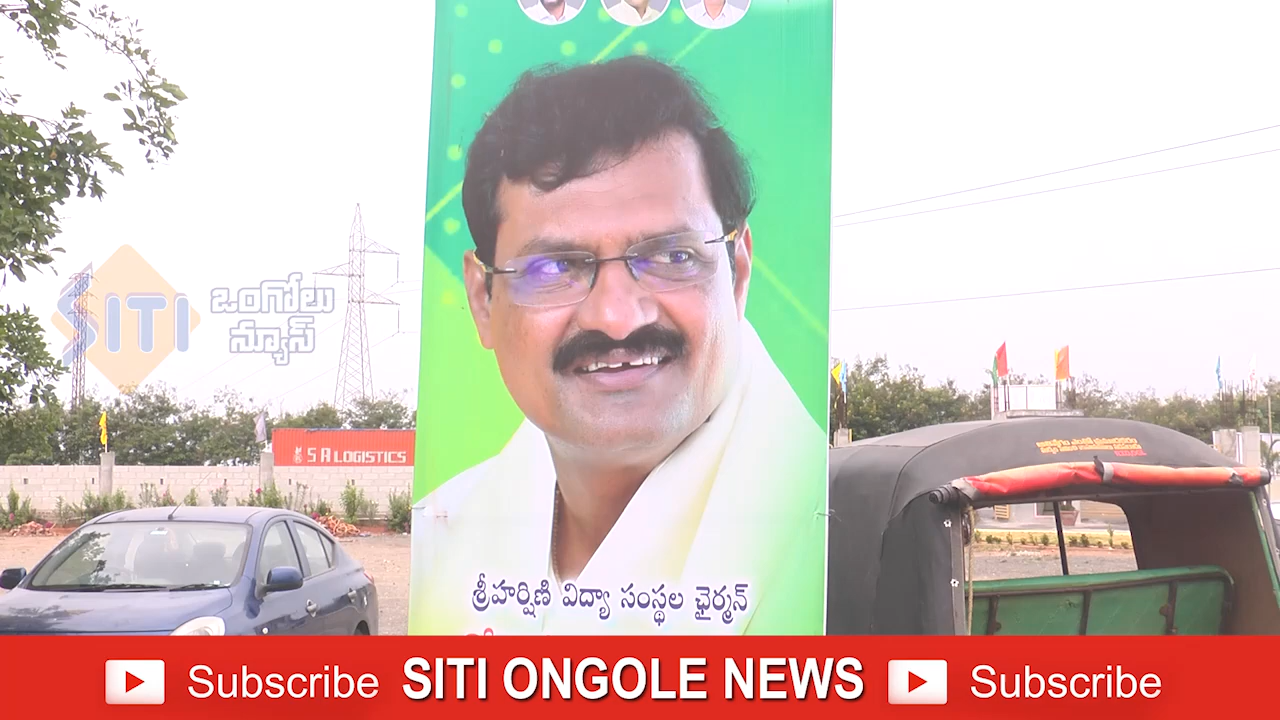 SITI ఒంగోలు
న్యూస్
S A LOGISTICS
శ్రీహర్షిణి విద్యా సంస్థల ఛైర్మన్
Subscribe SITI ONGOLE NEWS Subscribe